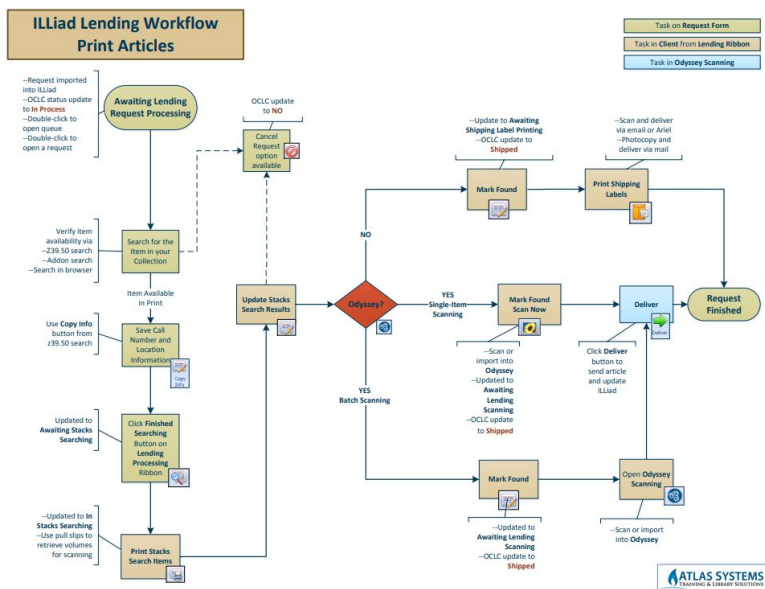 ILLiad Lending Workflow
Print Articles
Task on Request Form
Task in Client from Lending Ribbon
Task in Odyssey Scanning
--Request imported
into ILLiad
--OCLC status update
to In Process
--Double-click to
open queue
--Double-click to
open a request
Awaiting Lending
Request Processing
OCLC update
to NO
Cancel
Request
option
available
Verify item
availability via
--Z39.50 search
--Addon search
--Search in browser
Search for the
Item in your
Collection
Item Available
in Print
Use Copy Info
button from
z39.50 search
Save Call
Number and
Location
Information
Copy
Info
Updated to
Awaiting Stacks
Searching
Click Finished
Searching
Button on
Lending
Processing
Ribbon
--Updated to In
Stacks Searching
--Use pull slips to
retrieve volumes
for scanning
Print Stacks
Search Items
Update Stacks
Search Results
Odyssey?
NO
--Update to Awaiting
Shipping Label Printing
--OCLC update to
Shipped
Mark Found
--Scan and deliver
via email or Ariel
--Photocopy and
deliver via mail
Print Shipping
Labels
YES
Single-Item
Scanning
Mark Found
Scan Now
--Scan or
import into
Odyssey
--Updated to
Awaiting
Lending
Scanning
--OCLC update
to Shipped
Deliver
Deliver
Click Deliver
button to
send article
and update
ILLiad
Request
Finished
YES
Batch Scanning
Mark Found
--Updated to
Awaiting Lending
Scanning
--OCLC update to
Shipped
Open Odyssey
Scanning
--Scan or import
into Odyssey
ATLAS SYSTEMS
TRAINING & LIBRARY SOLUTIONS